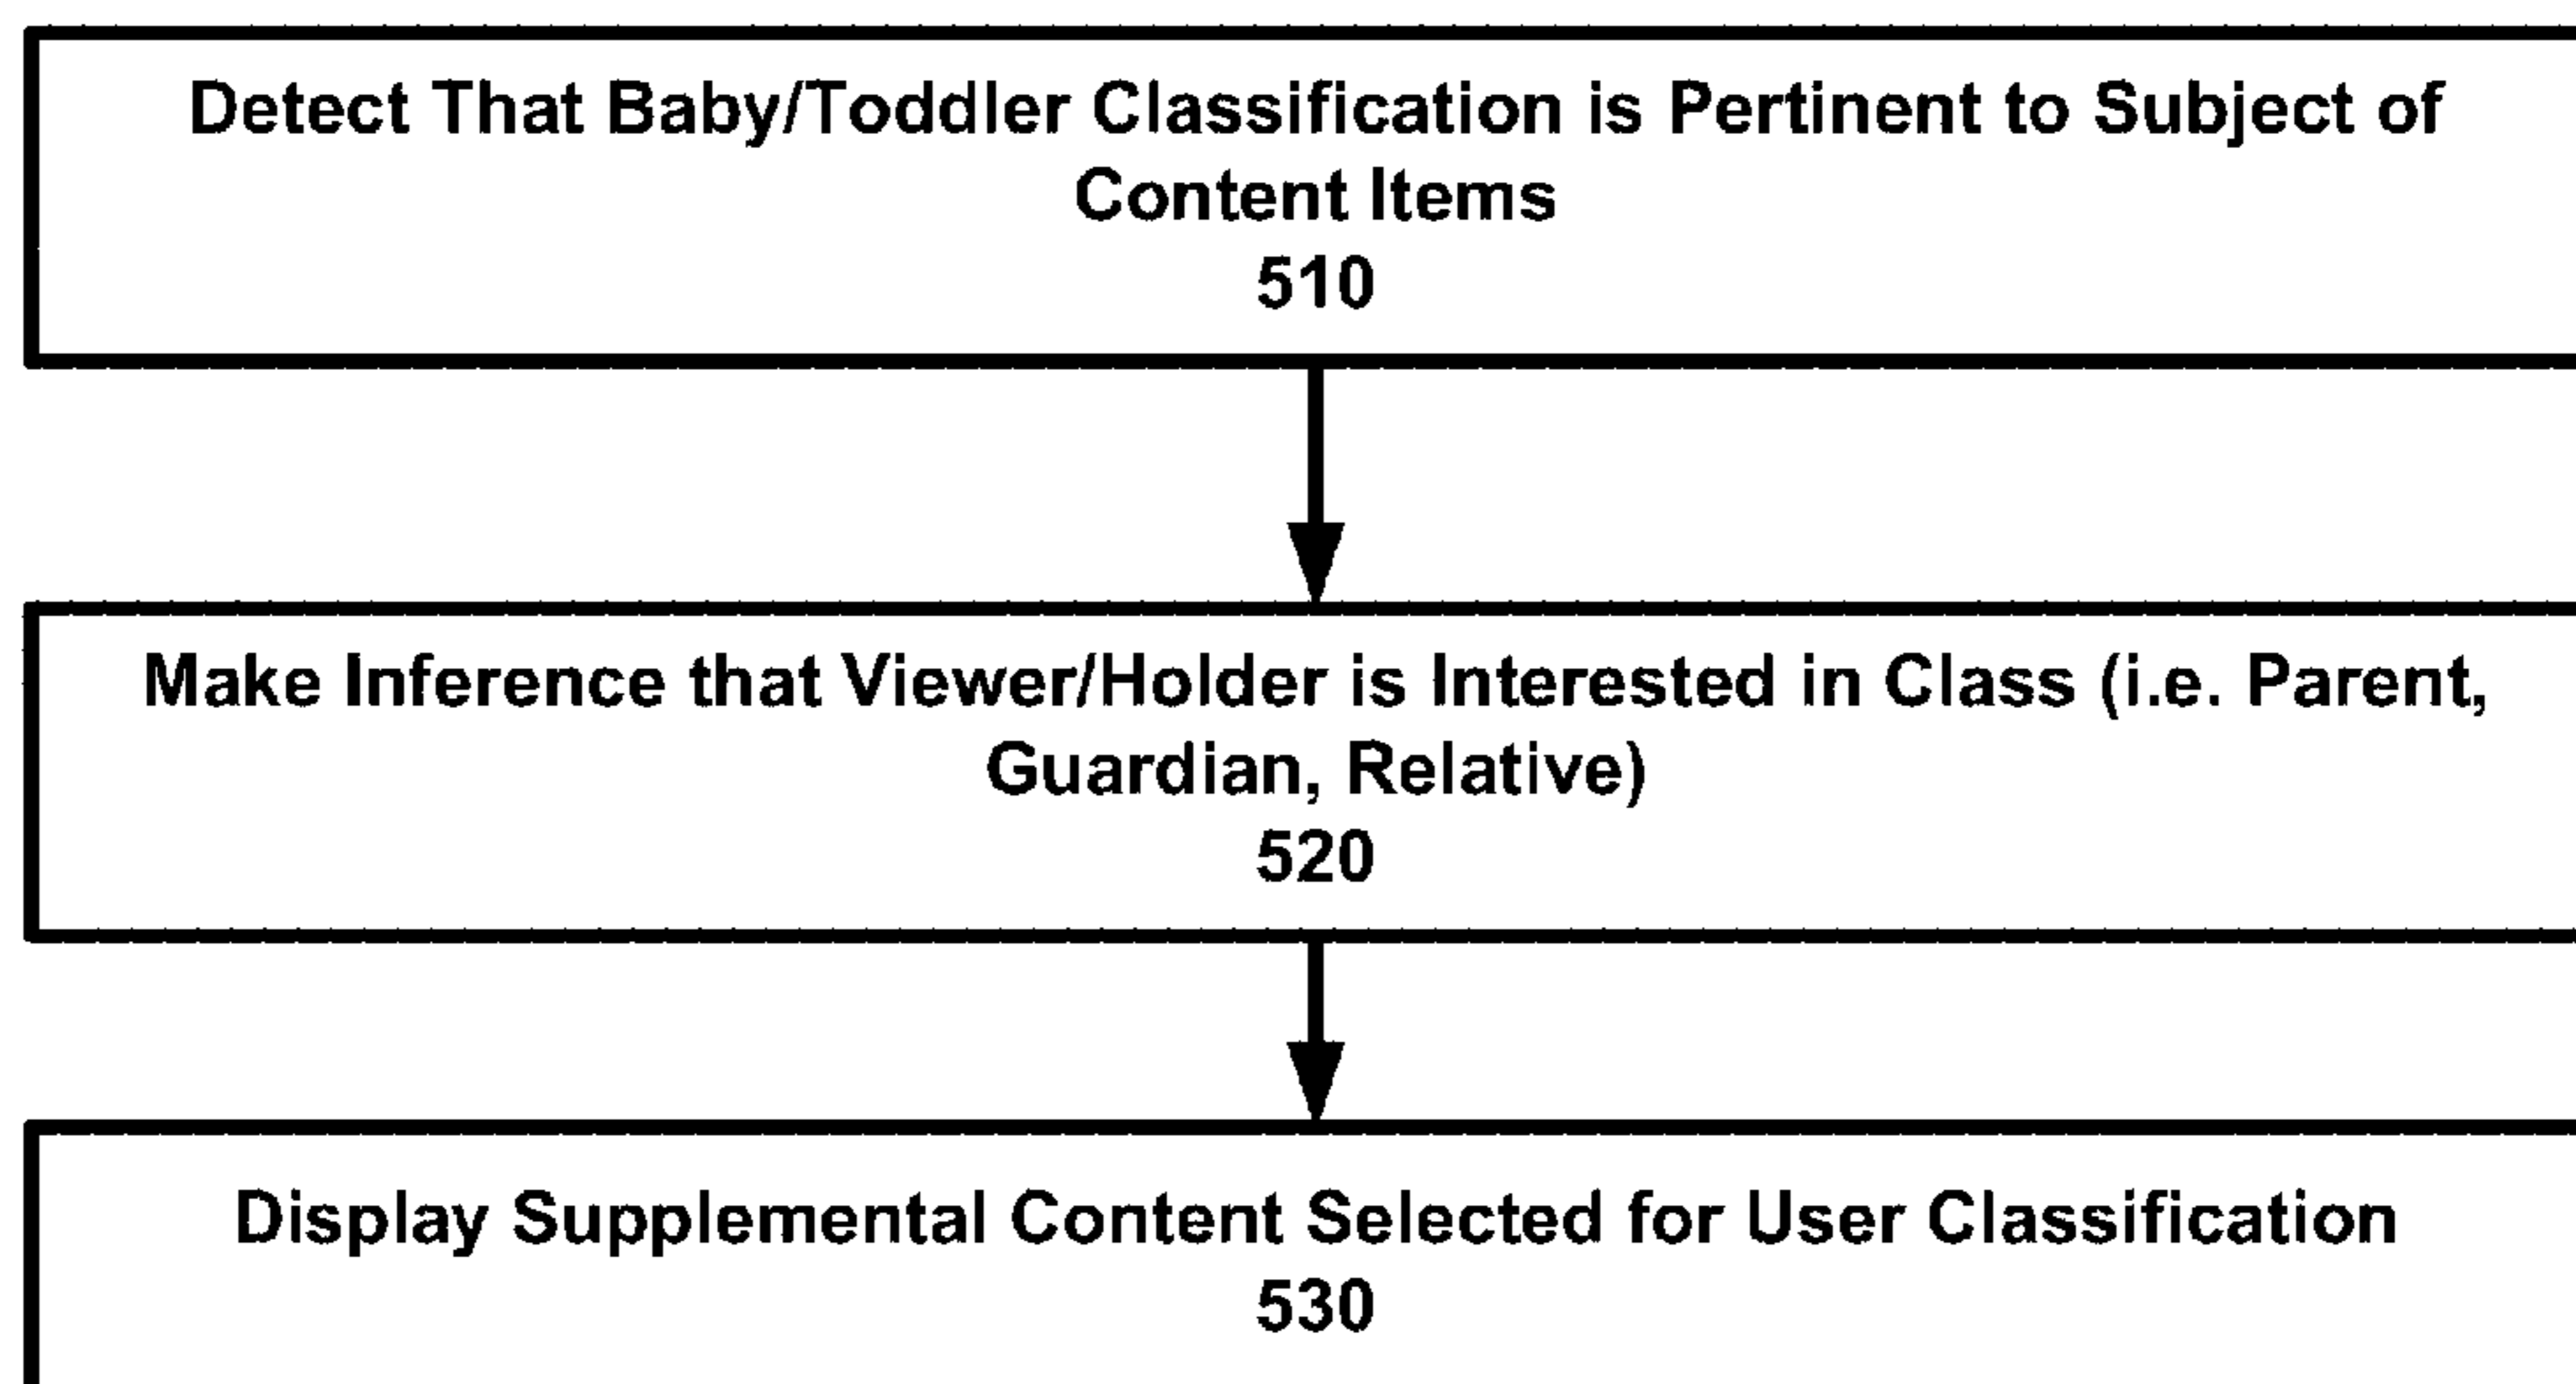 Detect That Baby/Toddler Classification is Pertinent to Subject of
Content Items
510
Make Inference that Viewer/Holder is Interested in Class (i.e. Parent,
Guardian, Relative)
520
Display Supplemental Content Selected for User Classification
530